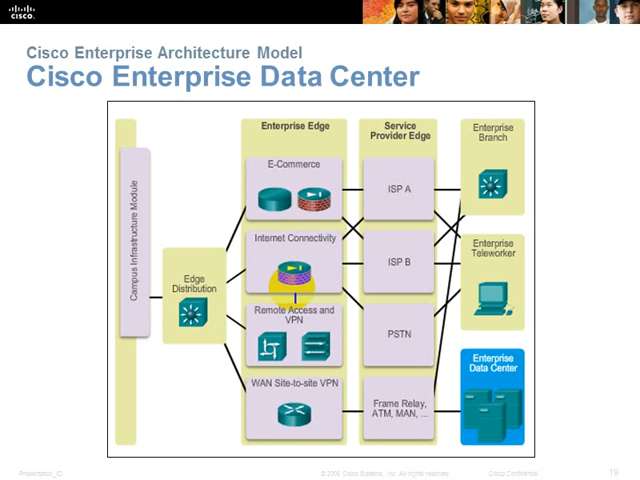 CISCO
Cisco Enterprise Architecture Model
Cisco Enterprise Data Center
Enterprise Edge
Service
Provider Edge
Enterprise
Branch
Campus Infrastructure Module
Edge
Distribution
E-Commerce
Internet Connectivity
Remote Access and
VPN
WAN Site-to-site VPN
ISP A
ISP B
PSTN
Frame Relay,
ATM, MAN, ...
Enterprise
Teleworker
Enterprise
Data Center
Presentation_ID
© 2008 Cisco Systems, Inc. All rights reserved.
Cisco Confidential
19